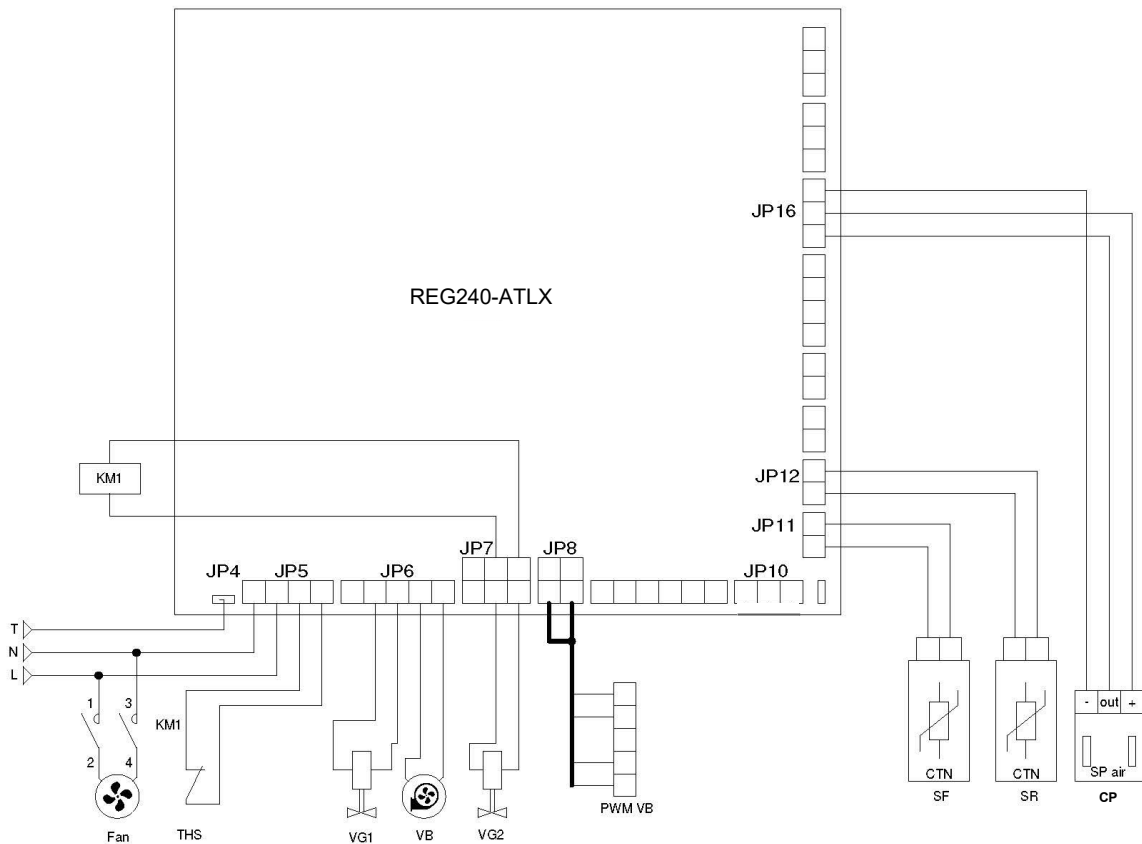 JP16
REG240-ATLX
KM1
JP12
JP11
JP7
JP8
JP4
JP5
JP6
JP10
T
N
L
1
3
KM1
2
4
Fan
THS
VG1
VB
VG2
PWM VB
CTN
SF
CTN
SR
- out +
SP air
CP